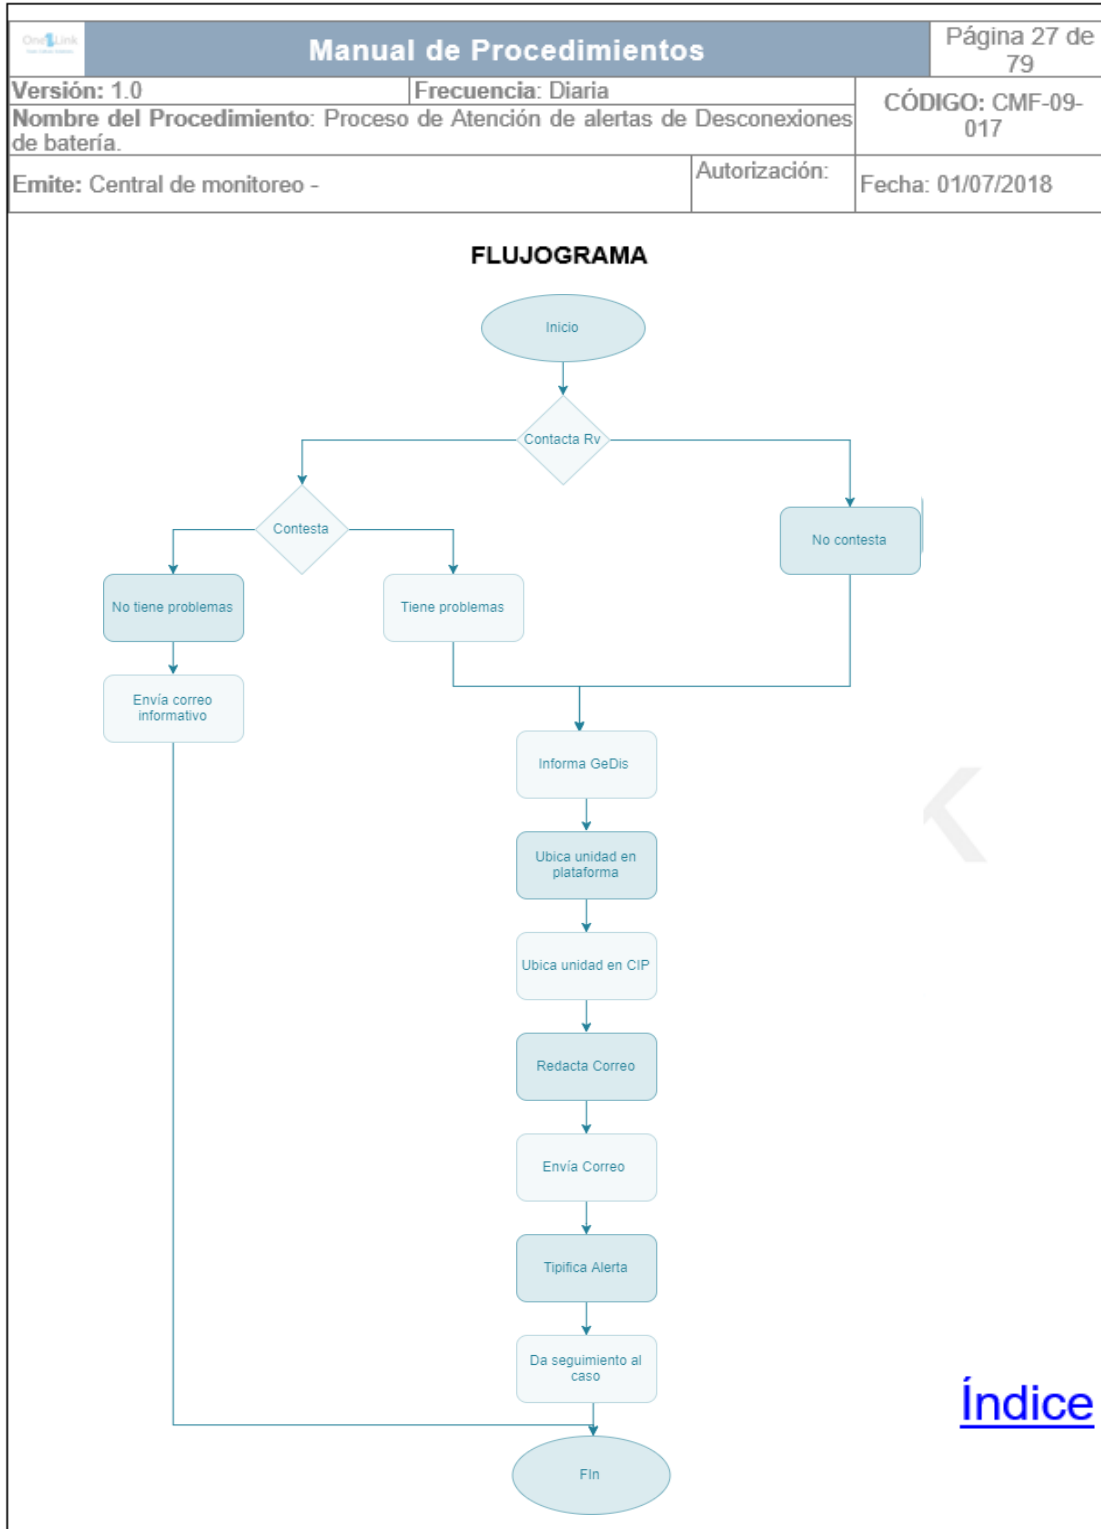 One Link
Manual de Procedimientos
Página 27 de
79
Versión: 1.0
Frecuencia: Diaria
CÓDIGO: CMF-09-
017
Nombre del Procedimiento: Proceso de Atención de alertas de Desconexiones
de batería.
Emite: Central de monitoreo -
Autorización:
Fecha: 01/07/2018
FLUJOGRAMA
Inicio
Contacta Rv
Contesta
No contesta
No tiene problemas
Tiene problemas
Envía correo
informativo
Informa GeDis
Ubica unidad en
plataforma
Ubica unidad en CIP
Redacta Correo
Envía Correo
Tipifica Alerta
Da seguimiento al
caso
Índice
FIn